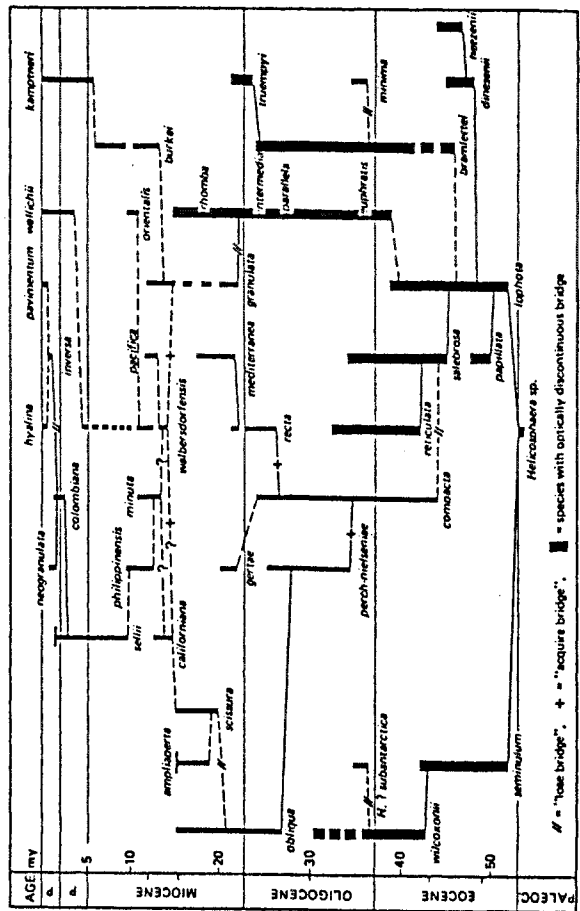 AGE my
hyalina pavimentum wallichii kamptneri
neogranulata
P.
P.
inversa
colombiana
5
philippinensis minuta pacifica orientalis burkei
sellii
10
californiana walbersdorfensis
ampliaperta
rhomba
scissura
MIOCENE
20
mediterranea granulata intermedia truempyi
gertae
obliqua recta parallela
30
OLIGOCENE
H. ? subantarctica perch-nielseniae euphratis minima
40
wilcoxonii compacta reticulata salebrosa bramlettei
EOCENE
50
papillata dinesenii heezenii
seminulum lophota
PALEOC.
Helicosphaera sp.
// = "lose bridge", + = "acquire bridge", = species with optically discontinuous bridge